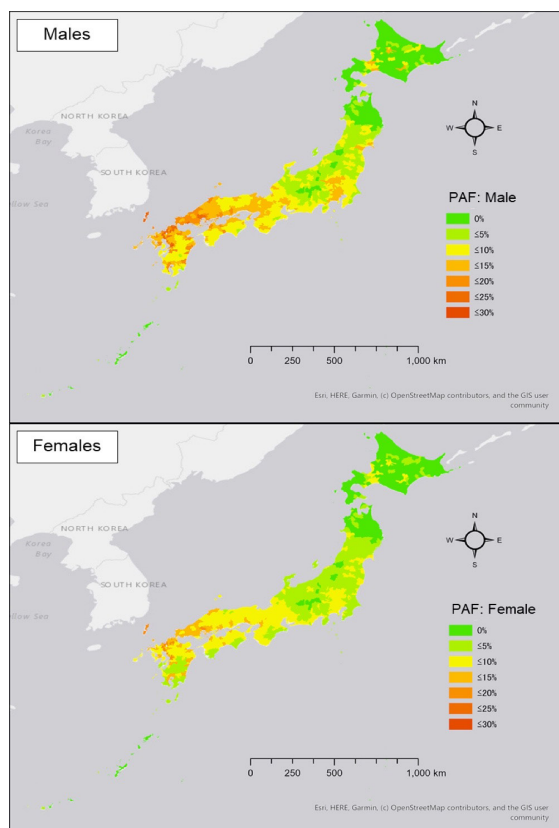 Males
N
W E
S
NORTH KOREA
Korea
Bay
SOUTH KOREA
llow Sea
PAF: Male
0%
≤5%
≤10%
≤15%
≤20%
≤25%
≤30%
0 250 500 1,000 km
Esri, HERE, Garmin, (c) OpenStreetMap contributors, and the GIS user
community
Females
N
W E
S
NORTH KOREA
Korea
Bay
SOUTH KOREA
llow Sea
PAF: Female
0%
≤5%
≤10%
≤15%
≤20%
≤25%
≤30%
0 250 500 1,000 km
Esri, HERE, Garmin, (c) OpenStreetMap contributors, and the GIS user
community